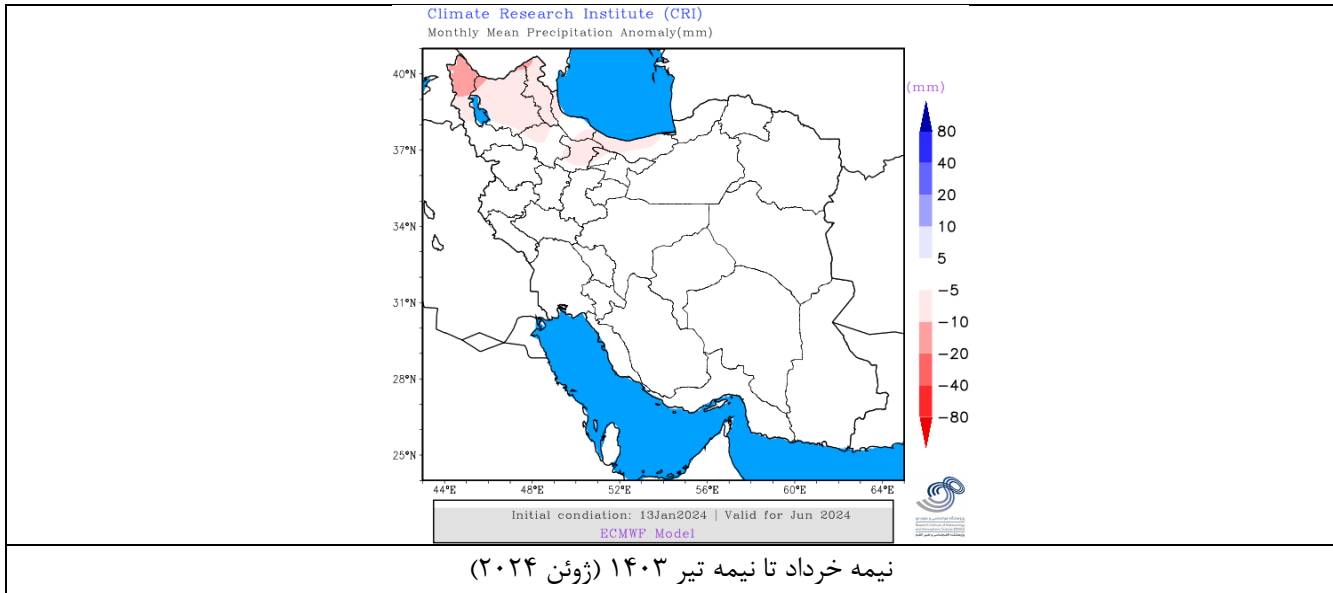 Climate Research Institute (CRI)
Monthly Mean Precipitation Anomaly(mm)
40°N
37°N
34°N
31°N
28°N
25°N
44°E 48°E 52°E 56°E 60°E 64°E
(mm)
80
40
20
10
5
−5
−10
−20
−40
−80
Initial condiation: 13Jan2024 | Valid for Jun 2024
ECMWF Model
نیمه خرداد تا نیمه تیر ۱۴۰۳ (ژوئن ۲۰۲۴)